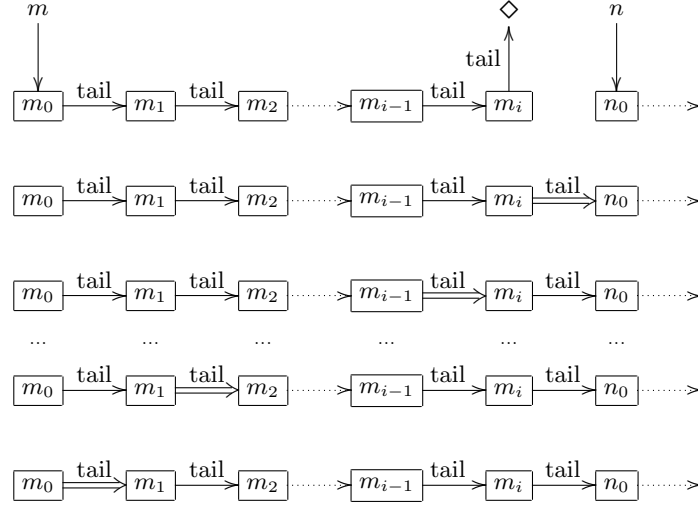 m ◇ n
tail
tail tail tail
m₀ m₁ m₂ mᵢ₋₁ mᵢ n₀
tail tail tail tail
m₀ m₁ m₂ mᵢ₋₁ mᵢ n₀
tail tail tail tail
m₀ m₁ m₂ mᵢ₋₁ mᵢ n₀
... ... ... ... ... ...
tail tail tail tail
m₀ m₁ m₂ mᵢ₋₁ mᵢ n₀
tail tail tail tail
m₀ m₁ m₂ mᵢ₋₁ mᵢ n₀